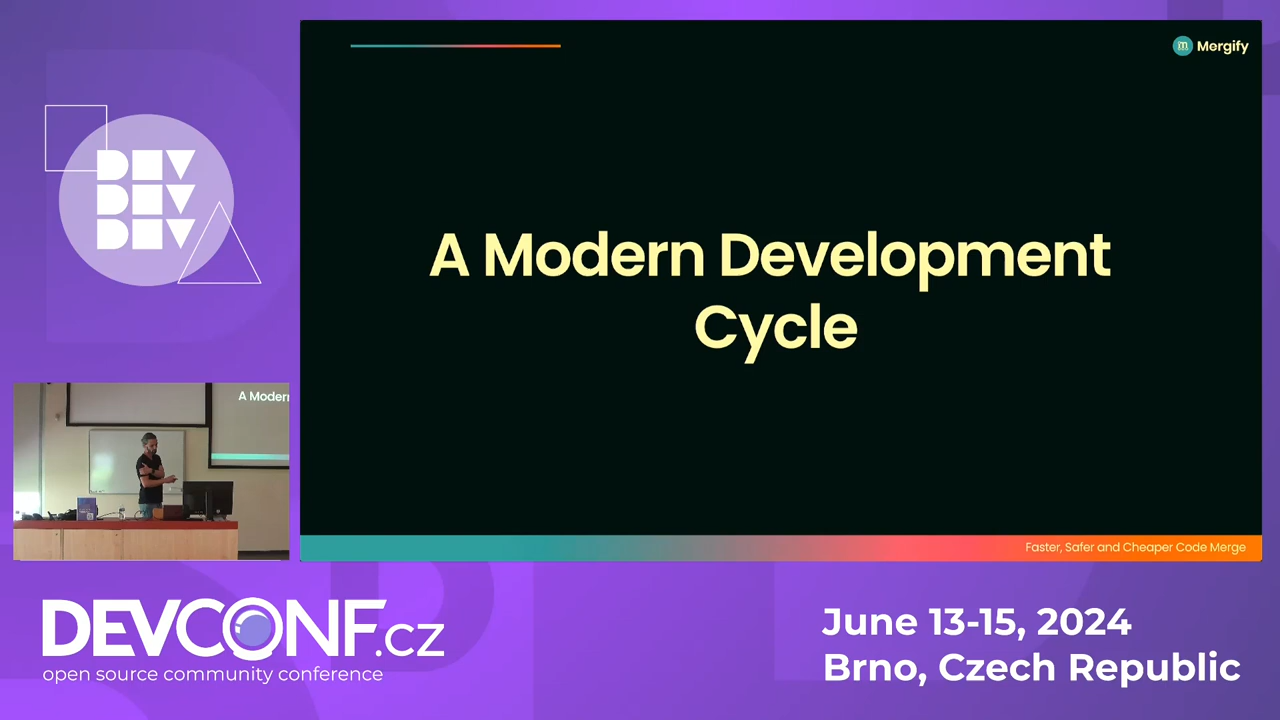 Mergify
DEV
DEV
DEV
A Modern Development
Cycle
A Modern
Faster, Safer and Cheaper Code Merge
DEVCONF.cz
open source community conference
June 13-15, 2024
Brno, Czech Republic